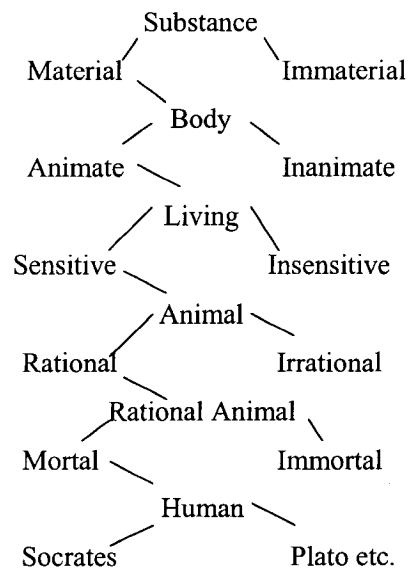 Substance
Material Immaterial
Body
Animate Inanimate
Living
Sensitive Insensitive
Animal
Rational Irrational
Rational Animal
Mortal Immortal
Human
Socrates Plato etc.